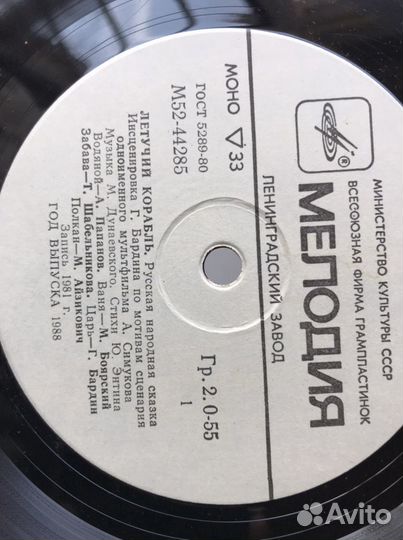 МИНИСТЕРСТВО КУЛЬТУРЫ СССР
ВСЕСОЮЗНАЯ ФИРМА ГРАМПЛАСТИНОК
®
МЕЛОДИЯ
ЛЕНИНГРАДСКИЙ ЗАВОД
МОНО ▽33
ГОСТ 5289-80
М52-44285
Гр. 2. 0-55
1
ЛЕТУЧИЙ КОРАБЛЬ. Русская народная сказка
Инсценировка Г. Бардина по мотивам сценария
одноименного мультфильма А. Симукова
Музыка М. Дунаевского. Стихи Ю. Энтина
Водяной—А. Папанов. Ваня—М. Боярский
Забава—Т. Шабельникова. Царь—Г. Бардин
Полкан—М. Айзикович
Запись 1981 г.
ГОД ВЫПУСКА 1988
Avito